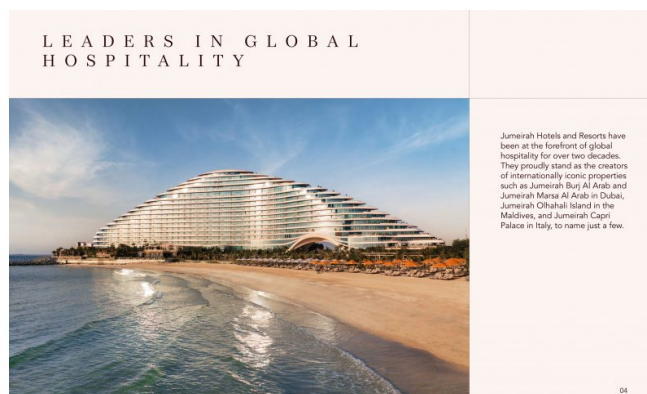 LEADERS IN GLOBAL
HOSPITALITY
Jumeirah Hotels and Resorts have
been at the forefront of global
hospitality for over two decades.
They proudly stand as the creators
of internationally iconic properties
such as Jumeirah Burj Al Arab and
Jumeirah Marsa Al Arab in Dubai,
Jumeirah Olhahali Island in the
Maldives, and Jumeirah Capri
Palace in Italy, to name just a few.
04